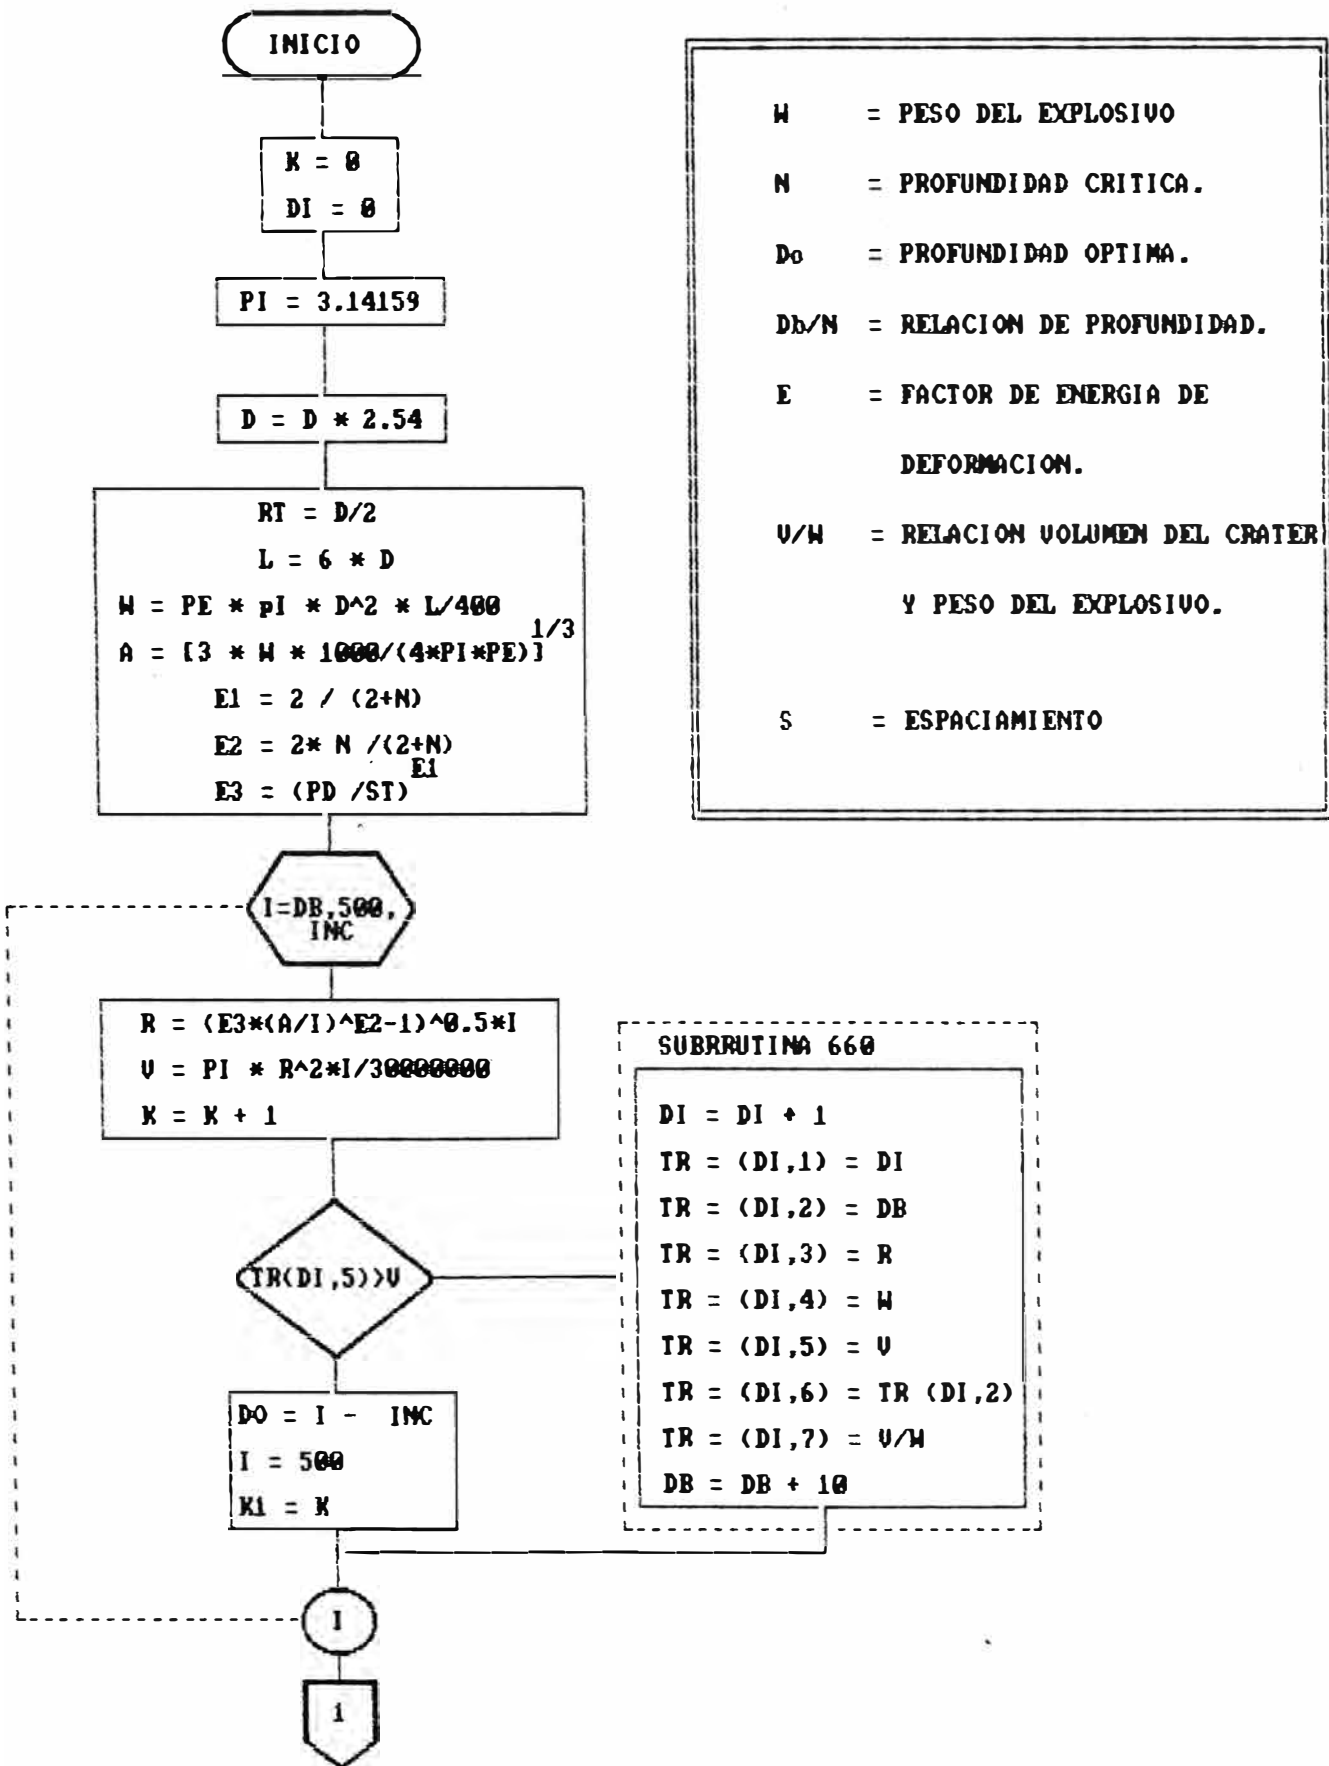 INICIO
K = 0
DI = 0
PI = 3.14159
D = D * 2.54
RT = D/2
L = 6 * D
W = PE * pI * D^2 * L/400
A = [3 * W * 1000/(4*PI*PE)]1/3
E1 = 2 / (2+N)
E2 = 2* N /(2+N)
E3 = (PD /ST)E1
I=DB,500,
INC
R = (E3*(A/I)^E2-1)^0.5*I
V = PI * R^2*I/30000000
K = K + 1
TR(DI,5)>V
DO = I - INC
I = 500
K1 = K
I
1
W = PESO DEL EXPLOSIVO
N = PROFUNDIDAD CRITICA.
Do = PROFUNDIDAD OPTIMA.
Db/N = RELACION DE PROFUNDIDAD.
E = FACTOR DE ENERGIA DE
DEFORMACION.
V/W = RELACION VOLUMEN DEL CRATER
Y PESO DEL EXPLOSIVO.
S = ESPACIAMIENTO
SUBRRUTINA 660
DI = DI + 1
TR = (DI,1) = DI
TR = (DI,2) = DB
TR = (DI,3) = R
TR = (DI,4) = W
TR = (DI,5) = V
TR = (DI,6) = TR (DI,2)
TR = (DI,7) = V/W
DB = DB + 10